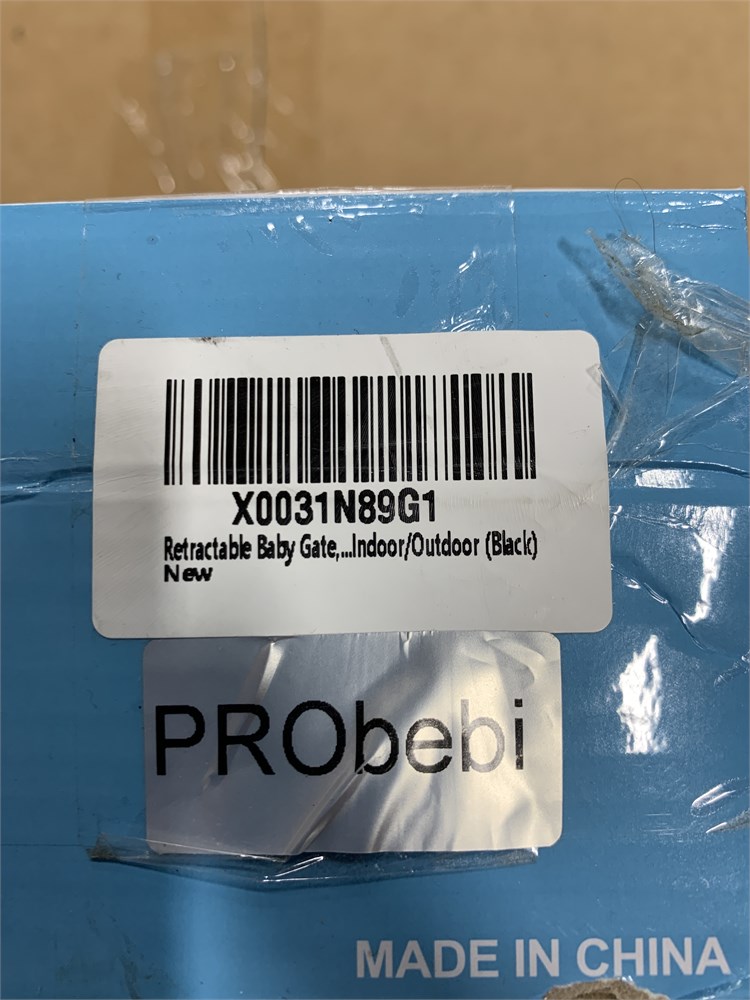 X0031N89G1
Retractable Baby Gate,...Indoor/Outdoor (Black)
New
PRObebi
MADE IN CHINA